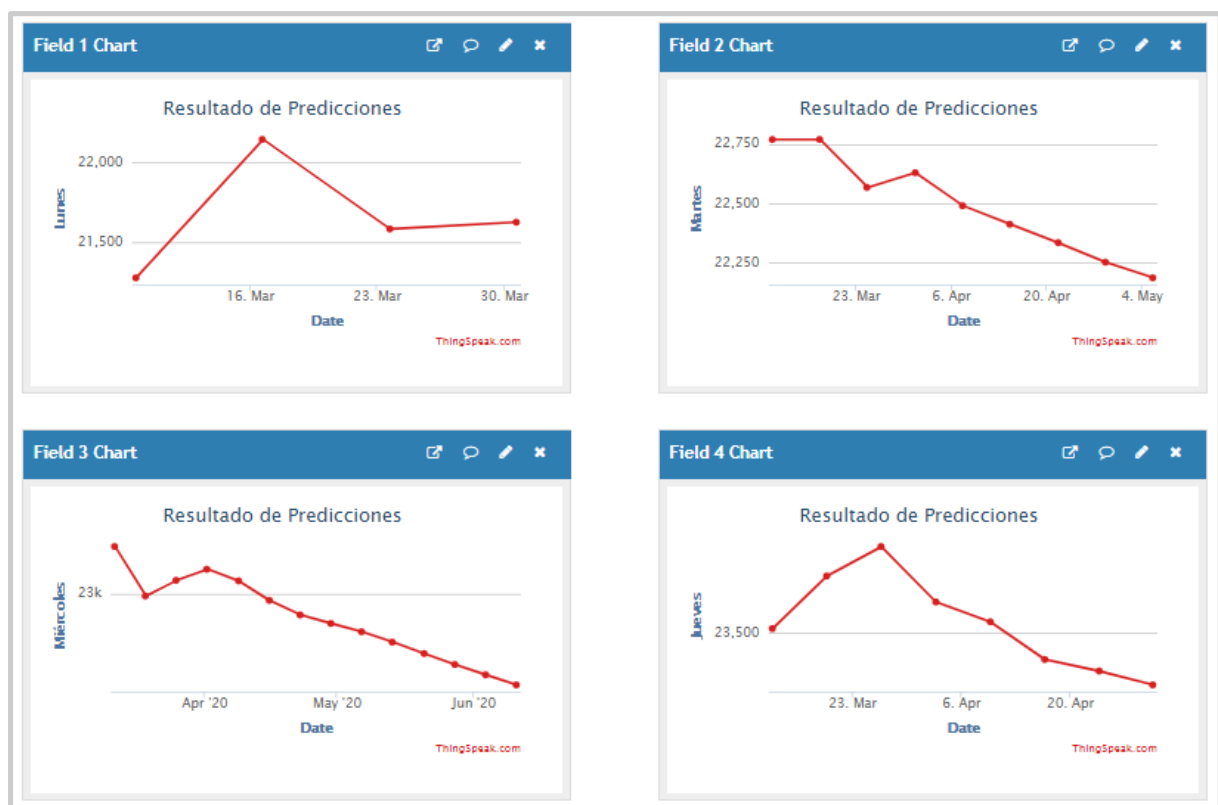 Field 1 Chart
Resultado de Predicciones
Lunes
22,000
21,500
16. Mar 23. Mar 30. Mar
Date
ThingSpeak.com
Field 2 Chart
Resultado de Predicciones
Martes
22,750
22,500
22,250
23. Mar 6. Apr 20. Apr 4. May
Date
ThingSpeak.com
Field 3 Chart
Resultado de Predicciones
Miércoles
23k
Apr '20 May '20 Jun '20
Date
ThingSpeak.com
Field 4 Chart
Resultado de Predicciones
Jueves
23,500
23. Mar 6. Apr 20. Apr
Date
ThingSpeak.com